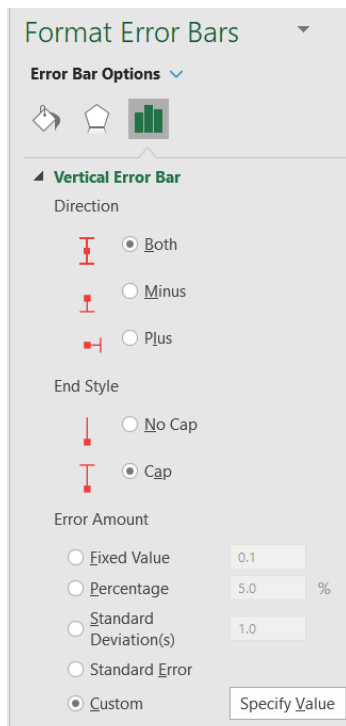 Format Error Bars
Error Bar Options
Vertical Error Bar
Direction
Both
Minus
Plus
End Style
No Cap
Cap
Error Amount
Fixed Value 0.1
Percentage 5.0 %
Standard
Deviation(s) 1.0
Standard Error
Custom Specify Value